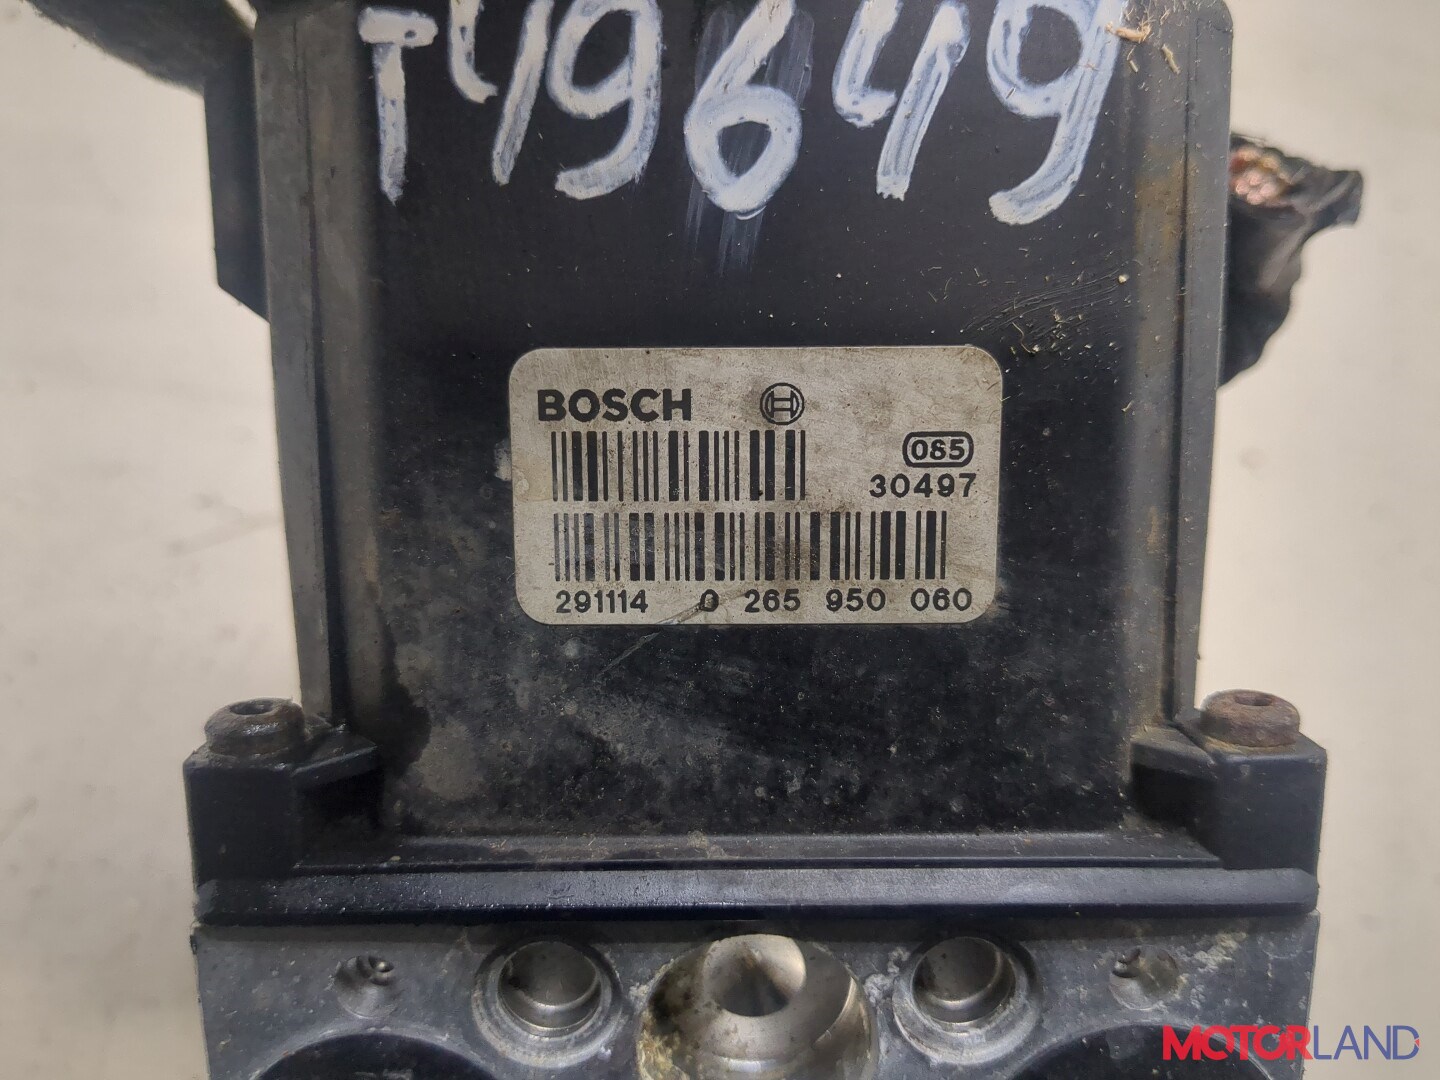 T49649
BOSCH
085
30497
291114 0 265 950 060
MOTORLAND